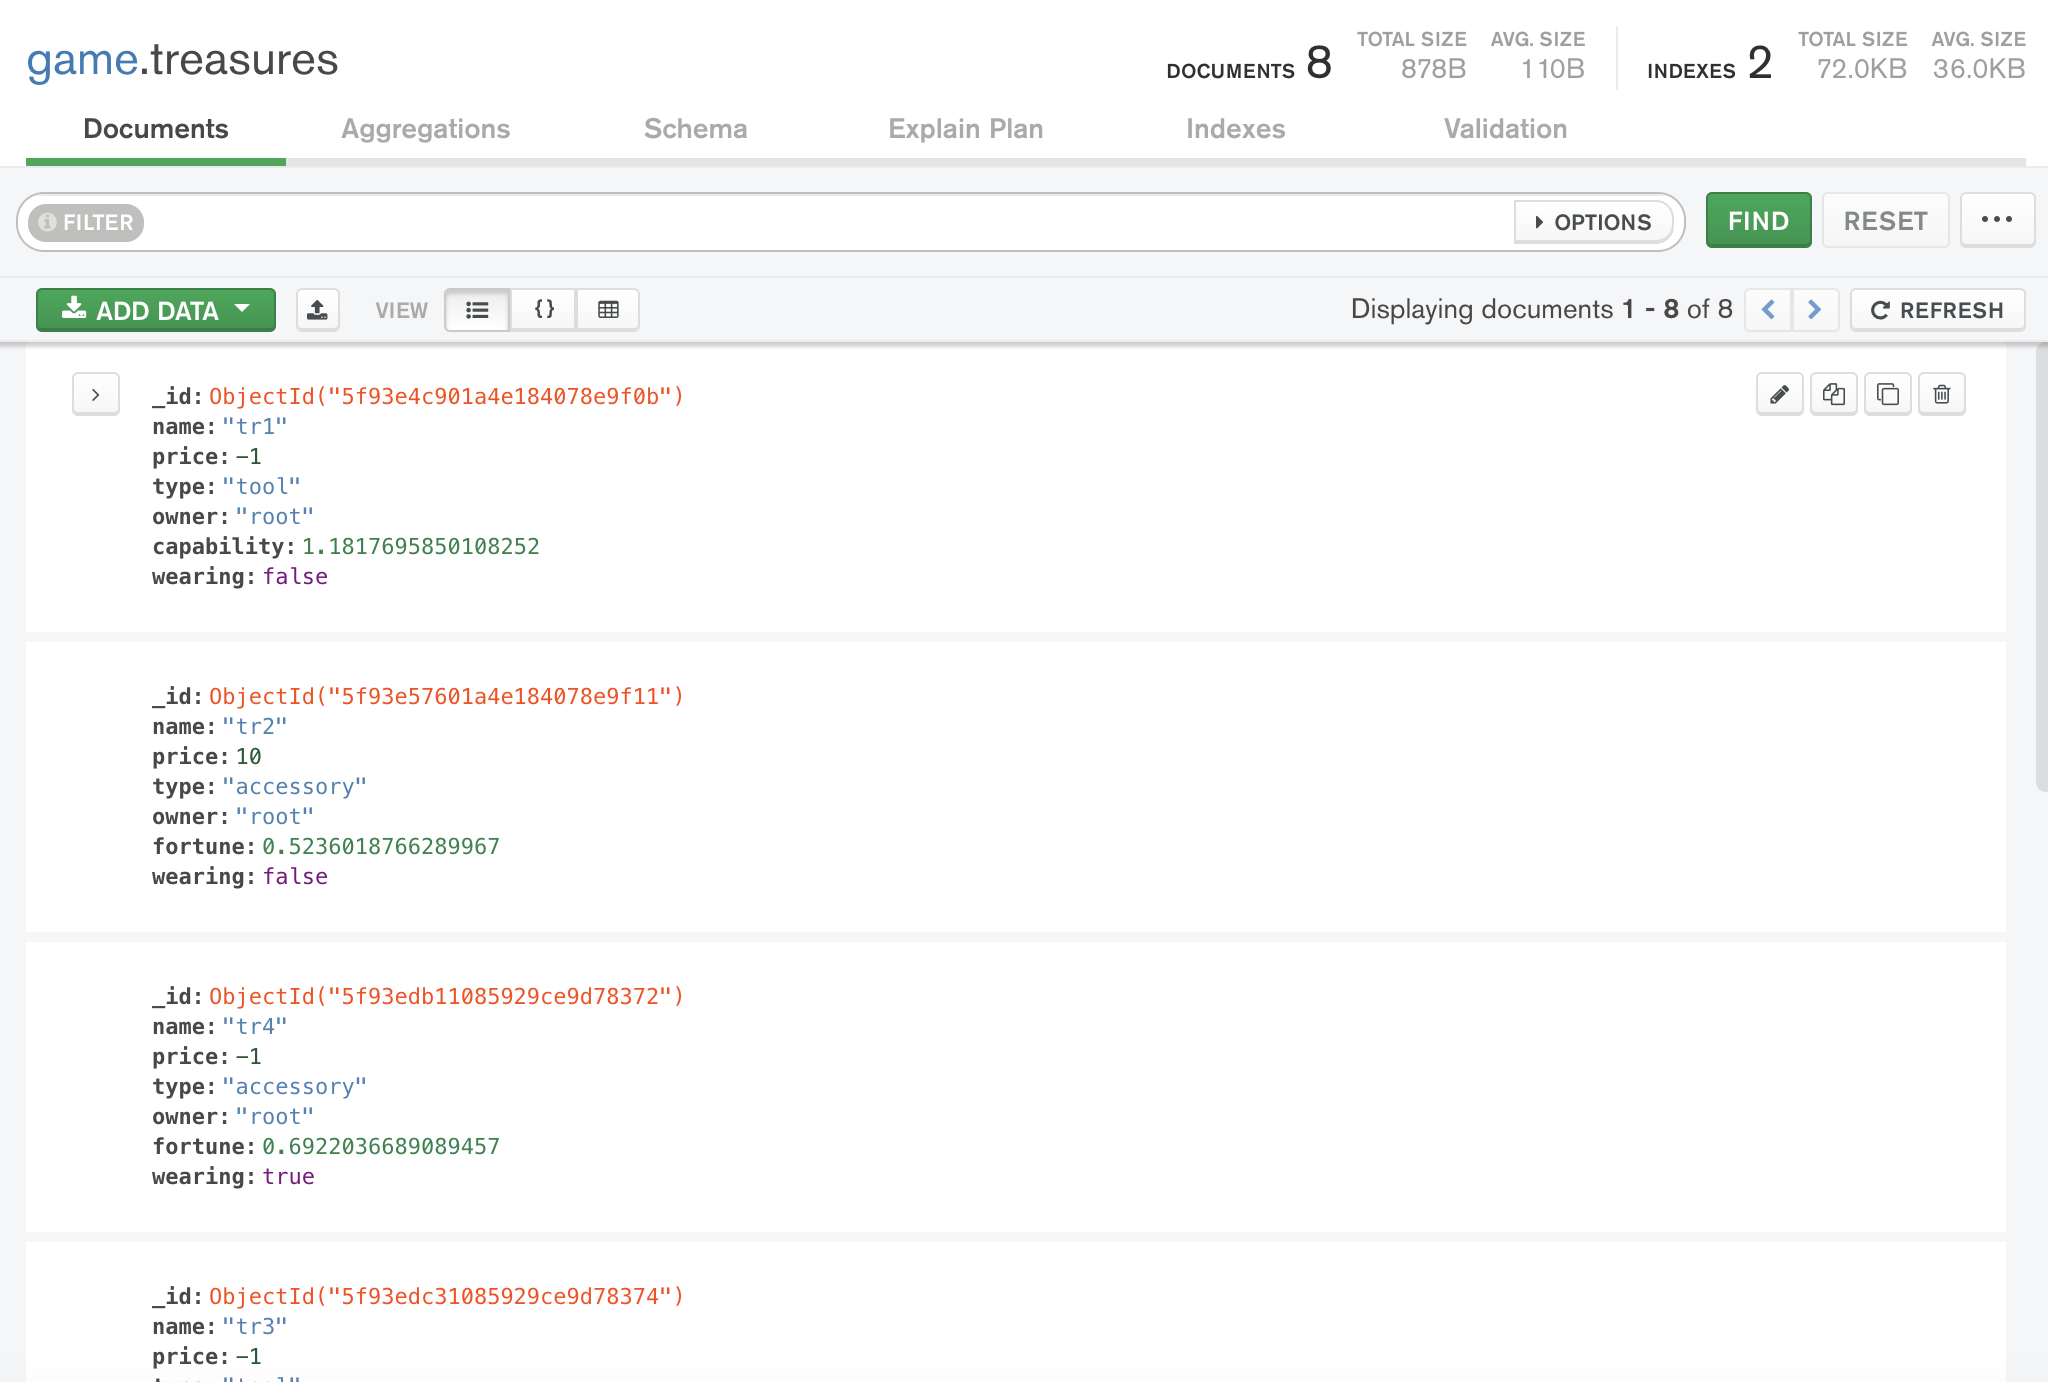 game.treasures
DOCUMENTS 8 TOTAL SIZE 878B AVG. SIZE 110B INDEXES 2 TOTAL SIZE 72.0KB AVG. SIZE 36.0KB
Documents Aggregations Schema Explain Plan Indexes Validation
FILTER OPTIONS FIND RESET ...
ADD DATA VIEW {} Displaying documents 1 - 8 of 8 REFRESH
_id: ObjectId("5f93e4c901a4e184078e9f0b")
name: "tr1"
price: -1
type: "tool"
owner: "root"
capability: 1.1817695850108252
wearing: false
_id: ObjectId("5f93e57601a4e184078e9f11")
name: "tr2"
price: 10
type: "accessory"
owner: "root"
fortune: 0.5236018766289967
wearing: false
_id: ObjectId("5f93edb11085929ce9d78372")
name: "tr4"
price: -1
type: "accessory"
owner: "root"
fortune: 0.6922036689089457
wearing: true
_id: ObjectId("5f93edc31085929ce9d78374")
name: "tr3"
price: -1